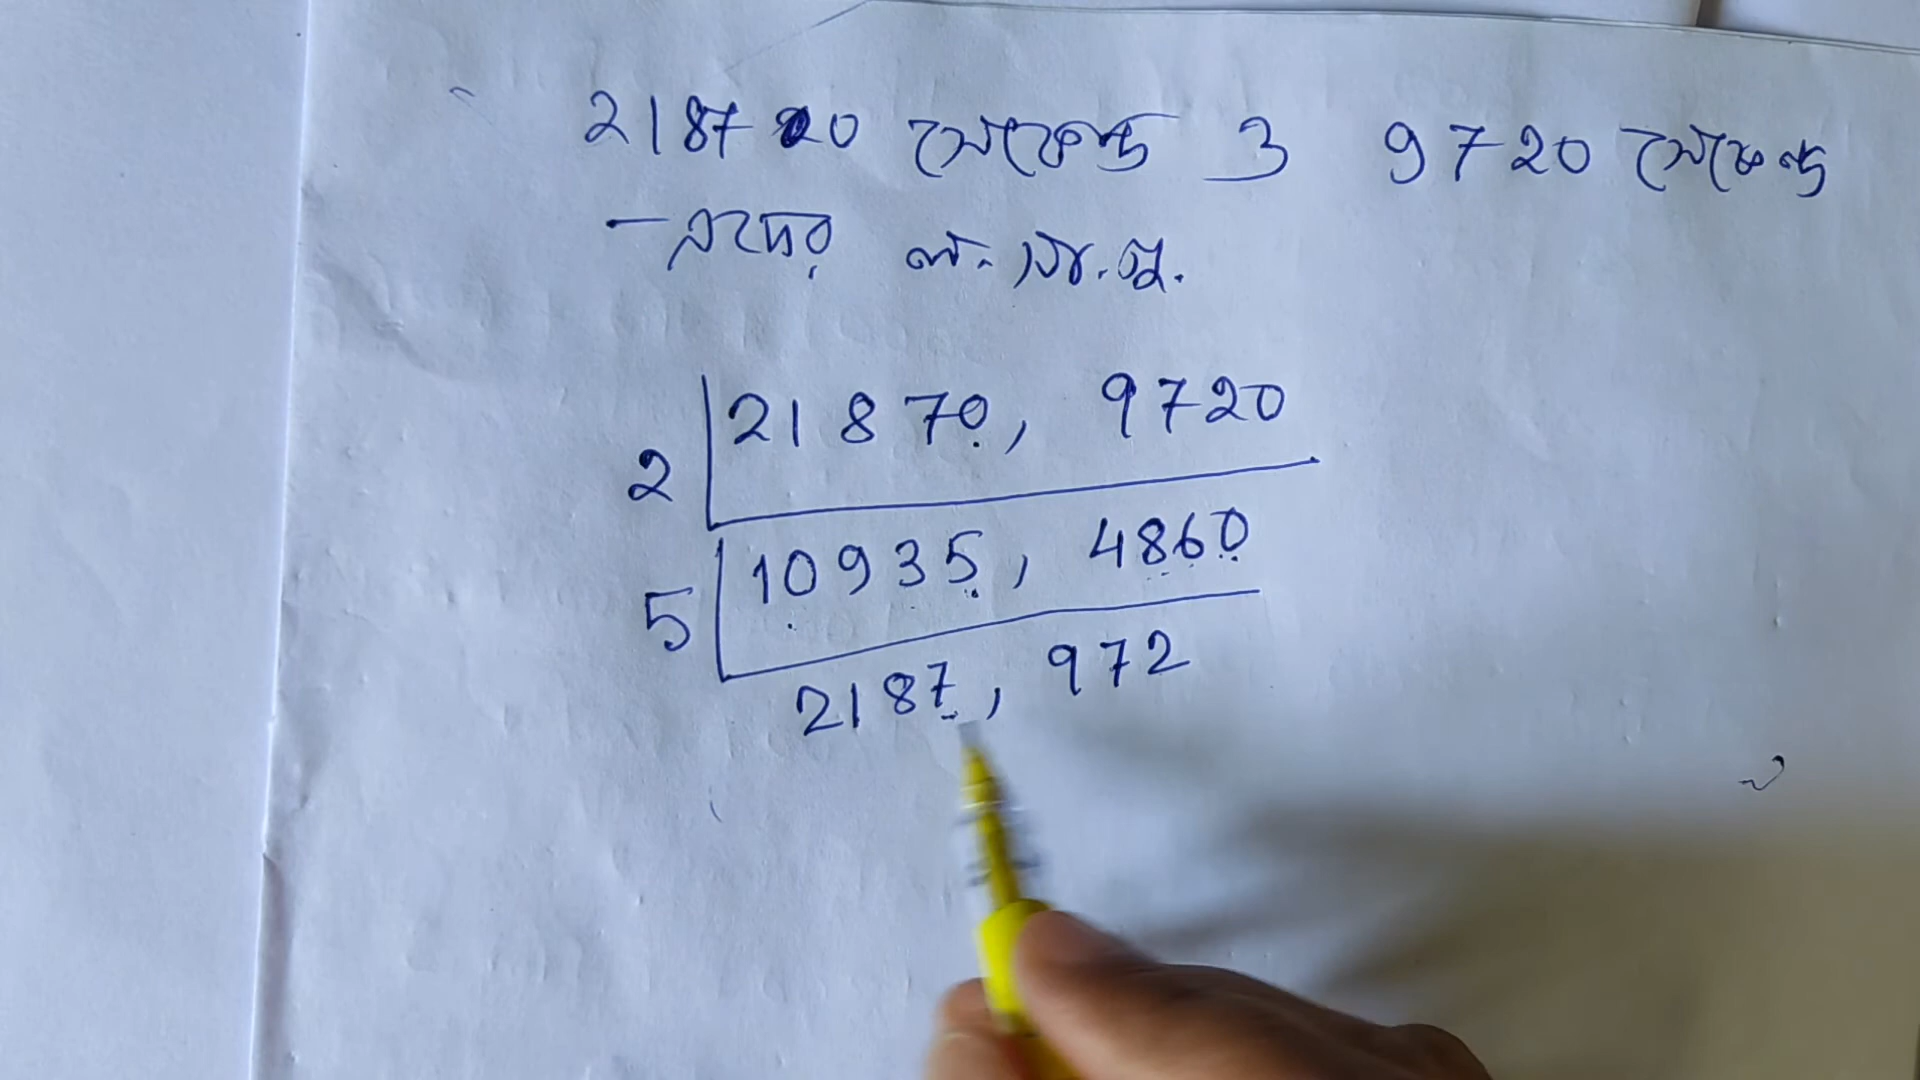 21870 সেকেন্ড ও 9720 সেকেন্ড
- এদের ল. সা. গু.
2 | 21870, 9720
5 | 10935, 4860
2187, 972